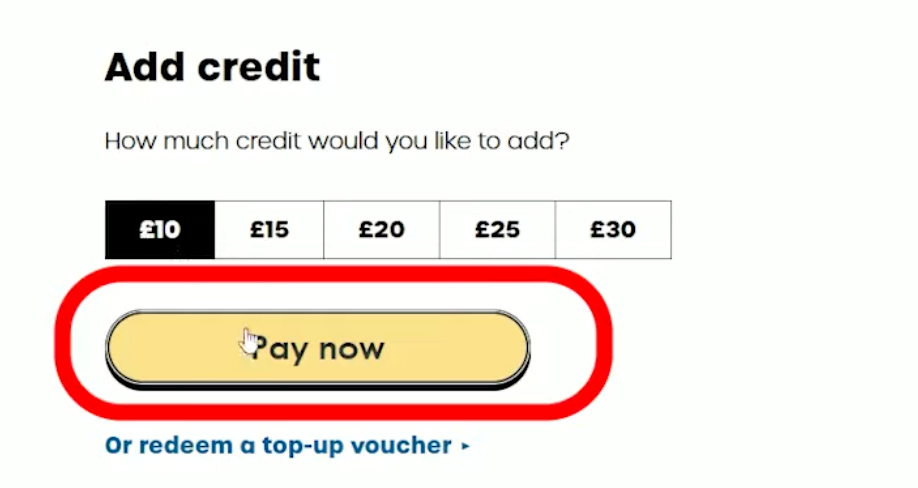 Add credit
How much credit would you like to add?
£10 £15 £20 £25 £30
Pay now
Or redeem a top-up voucher ▸